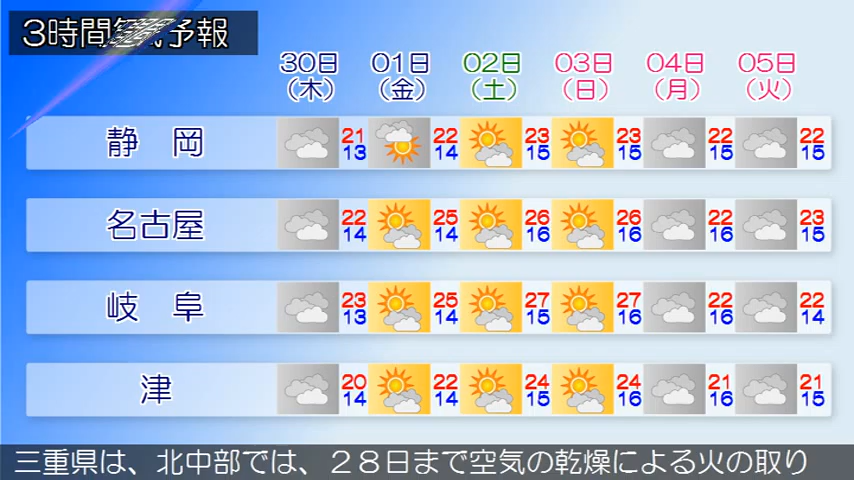 3時間天気予報
30日 01日 02日 03日 04日 05日
(木) (金) (土) (日) (月) (火)
静 岡 21 22 23 23 22 22
13 14 15 15 15 15
名古屋 22 25 26 26 22 23
14 14 16 16 16 15
岐 阜 23 25 27 27 22 22
13 14 15 16 16 14
津 20 22 24 24 21 21
14 14 15 16 16 15
三重県は、北中部では、２８日まで空気の乾燥による火の取り